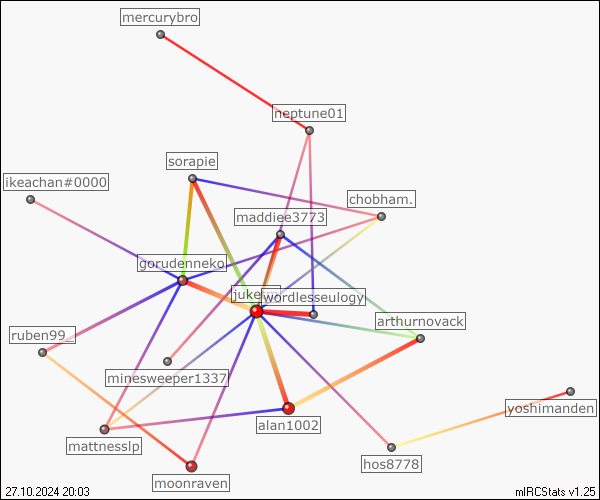 mercurybro
neptune01
sorapie
ikeachan#0000
chobham.
maddiee3773
gorudenneko
wordlesseulogy
arthurnovack
ruben99_
minesweeper1337
yoshimanden
alan1002
mattnesslp
hos8778
moonraven
27.10.2024 20:03
mIRCStats v1.25